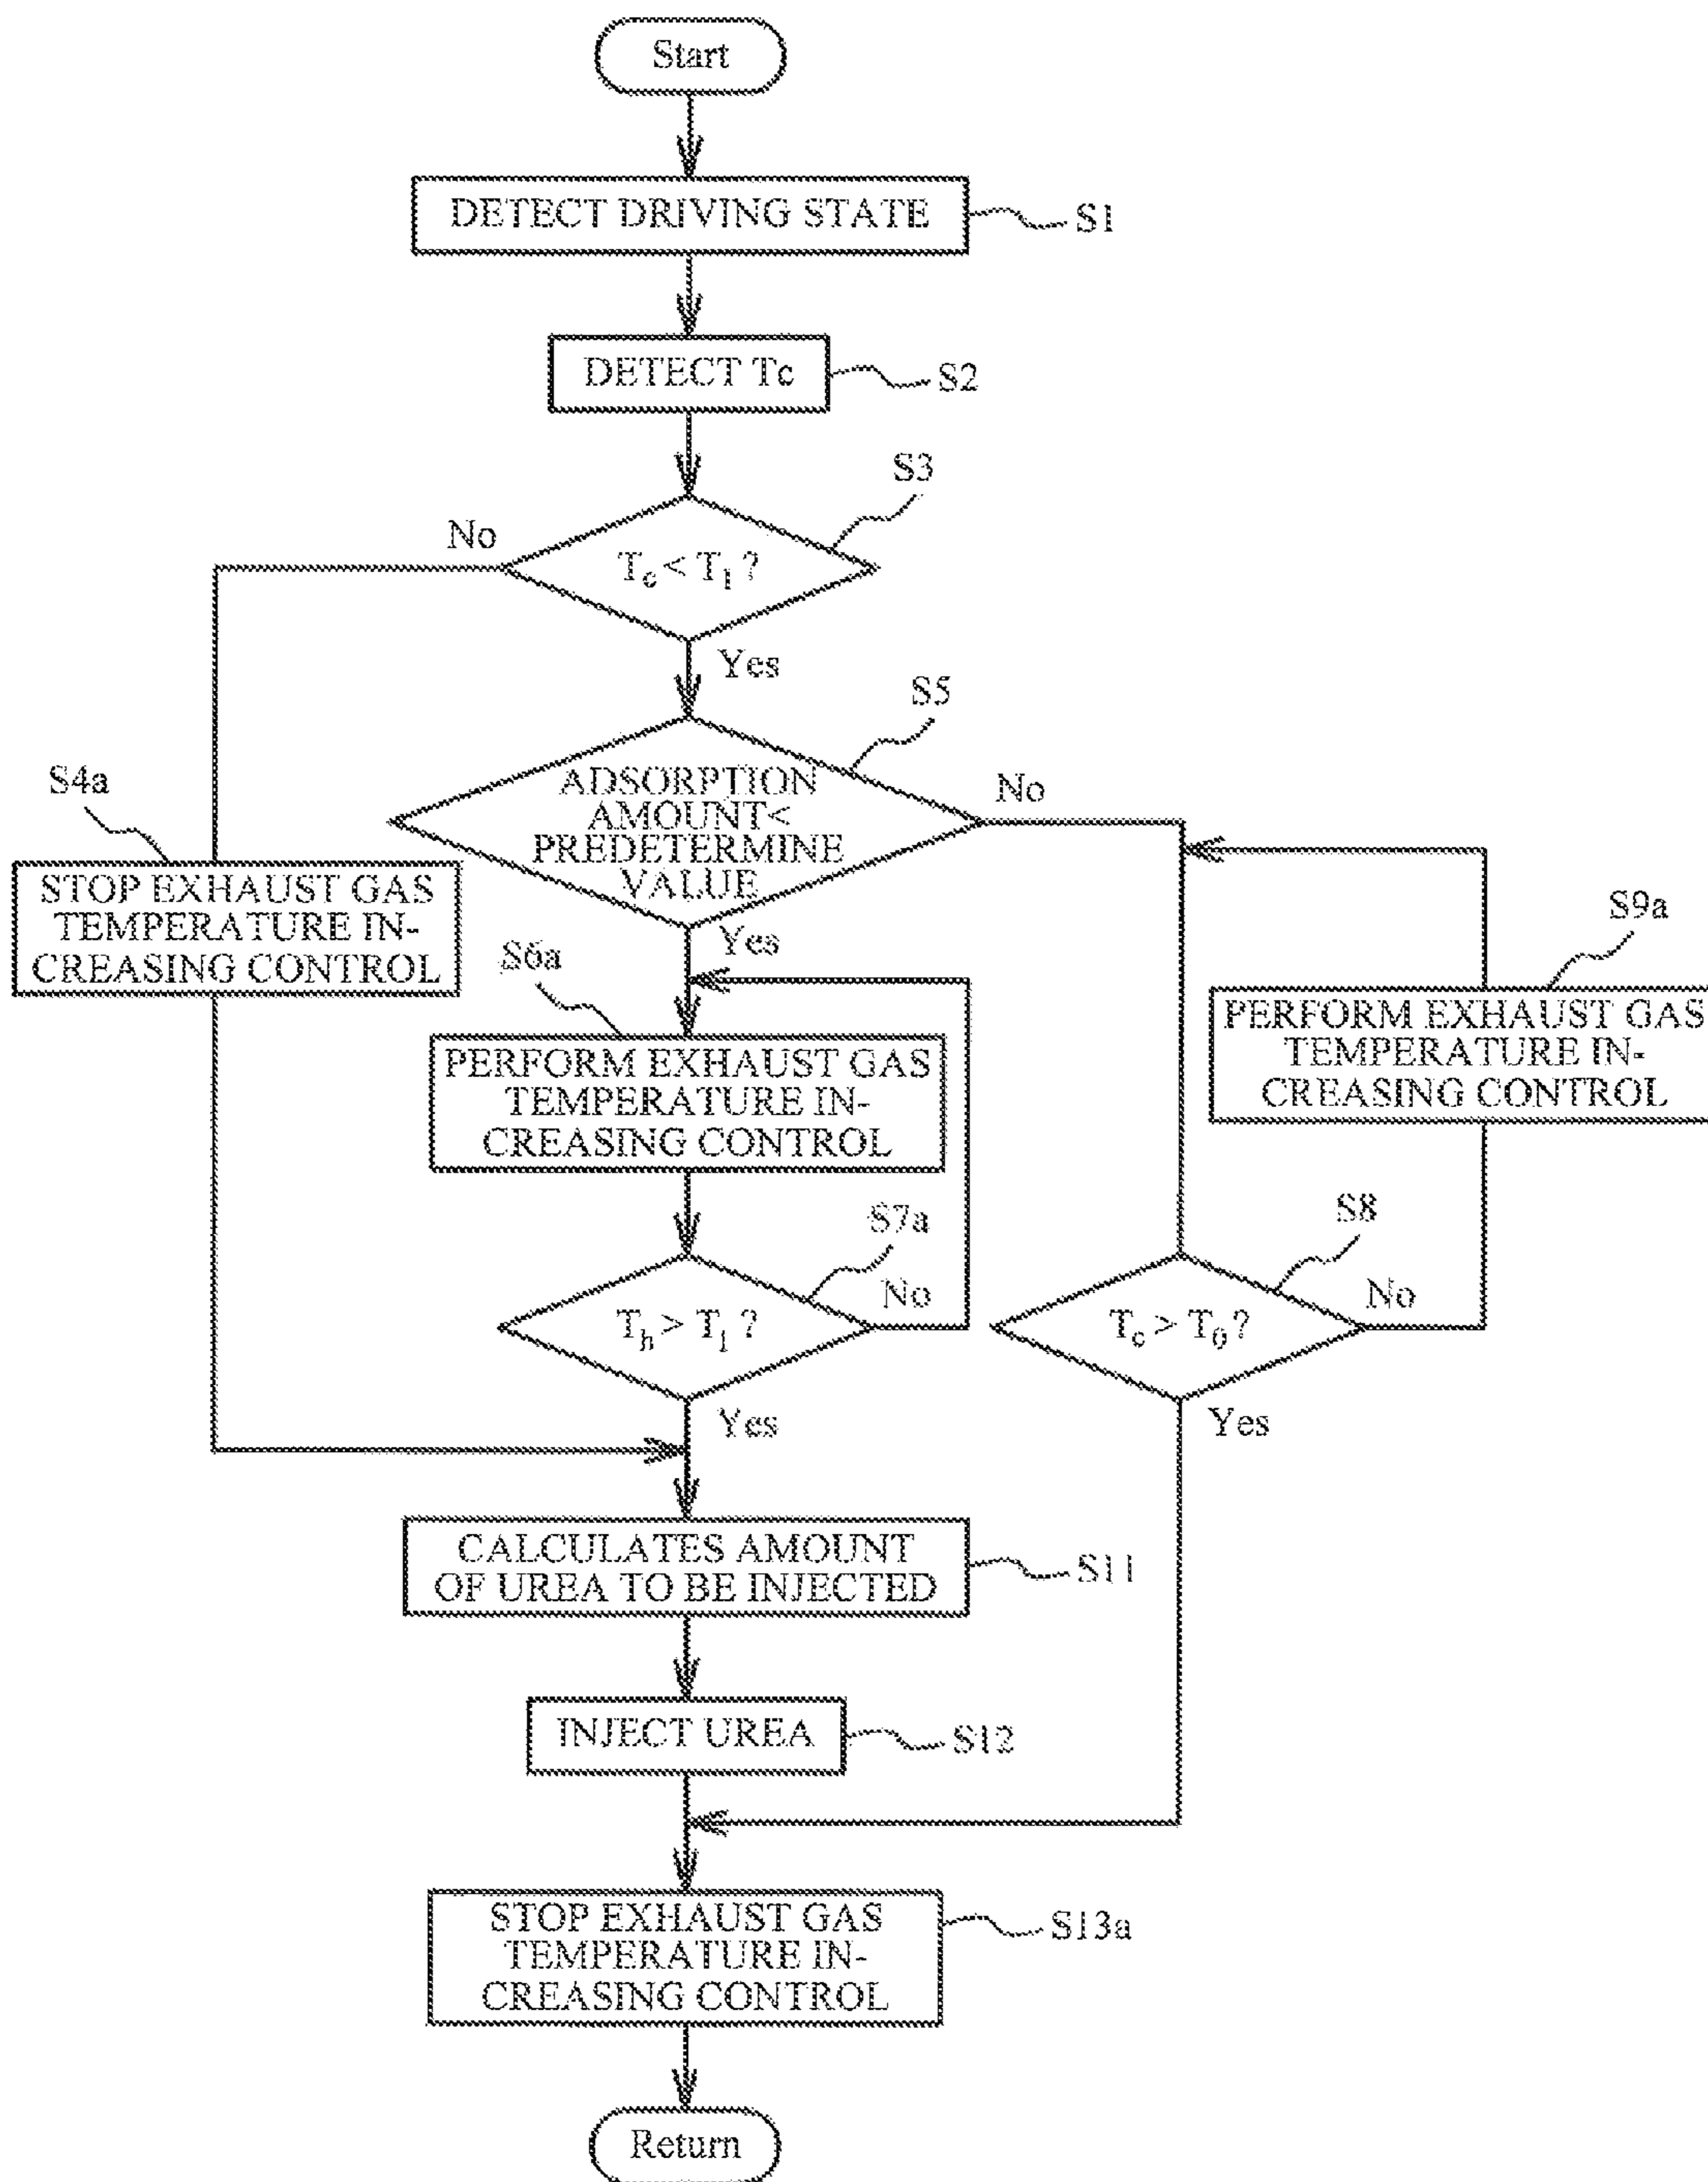 Start
DETECT DRIVING STATE
S1
DETECT Tc
S2
S3
No
Tc < T1 ?
Yes
S5
ADSORPTION
AMOUNT<
PREDETERMINE
VALUE
No
Yes
S4a
STOP EXHAUST GAS
TEMPERATURE IN-
CREASING CONTROL
S6a
PERFORM EXHAUST GAS
TEMPERATURE IN-
CREASING CONTROL
S9a
PERFORM EXHAUST GAS
TEMPERATURE IN-
CREASING CONTROL
S7a
Th > T1 ?
No
Yes
S8
Tc > T0 ?
No
Yes
CALCULATES AMOUNT
OF UREA TO BE INJECTED
S11
INJECT UREA
S12
STOP EXHAUST GAS
TEMPERATURE IN-
CREASING CONTROL
S13a
Return